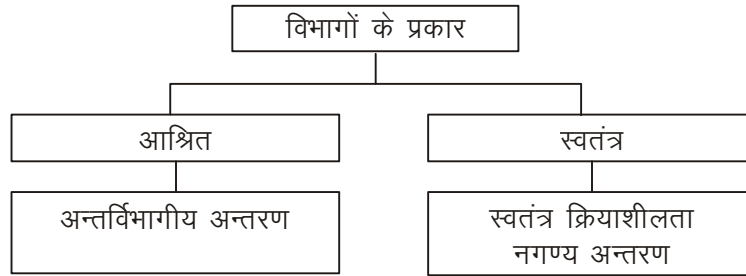 विभागों के प्रकार
आश्रित
स्वतंत्र
अन्तर्विभागीय अन्तरण
स्वतंत्र क्रियाशीलता
नगण्य अन्तरण